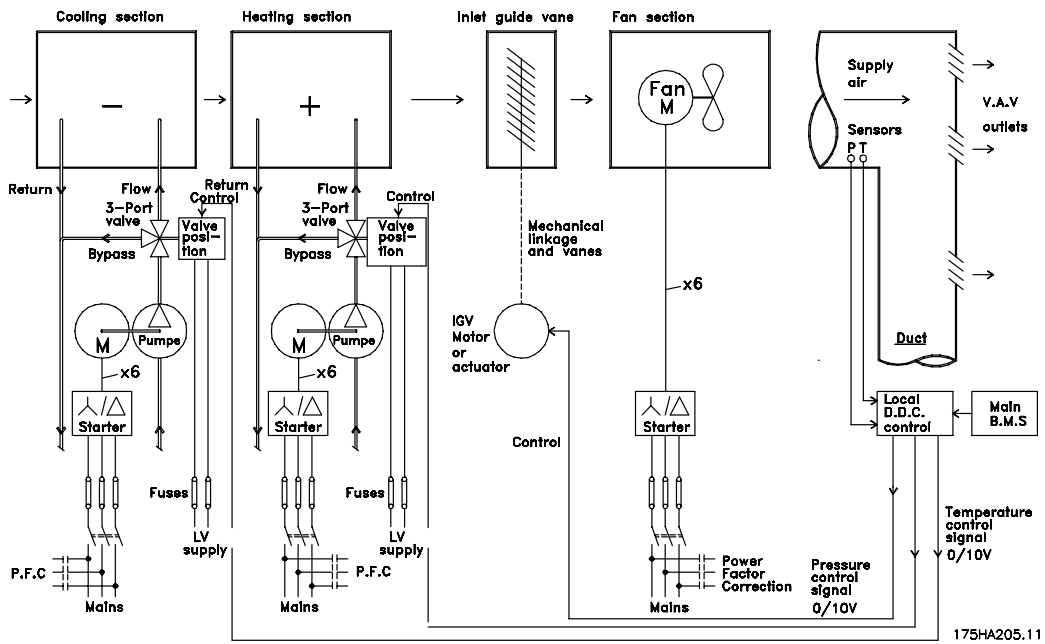 Cooling section
Heating section
Inlet guide vane
Fan section
−
+
Fan
M
Supply
air
Sensors
P T
V.A.V
outlets
Return
Flow
Return
Control
3-Port
valve
Valve
posi-
tion
Bypass
Flow
Control
3-Port
valve
Valve
posi-
tion
Bypass
Mechanical
linkage
and vanes
x6
M
Pumpe
M
Pumpe
IGV
Motor
or
actuator
Duct
x6
x6
Starter
Starter
Starter
Local
D.D.C.
control
Main
B.M.S
Control
Fuses
Fuses
LV
supply
LV
supply
Temperature
control
signal
0/10V
P.F.C
P.F.C
Power
Factor
Correction
Pressure
control
signal
0/10V
Mains
Mains
Mains
175HA205.11